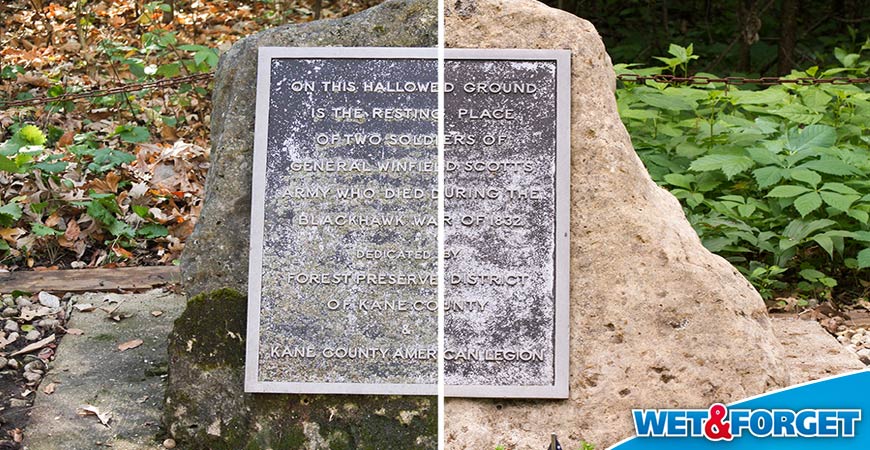 ON THIS HALLOWED GROUND
IS THE RESTING PLACE
OF TWO SOLDIERS OF
GENERAL WINFIELD SCOTT'S
ARMY WHO DIED DURING THE
BLACKHAWK WAR OF 1832.
DEDICATED BY
FOREST PRESERVE DISTRICT
OF KANE COUNTY
&
KANE COUNTY AMERICAN LEGION
WET&FORGET